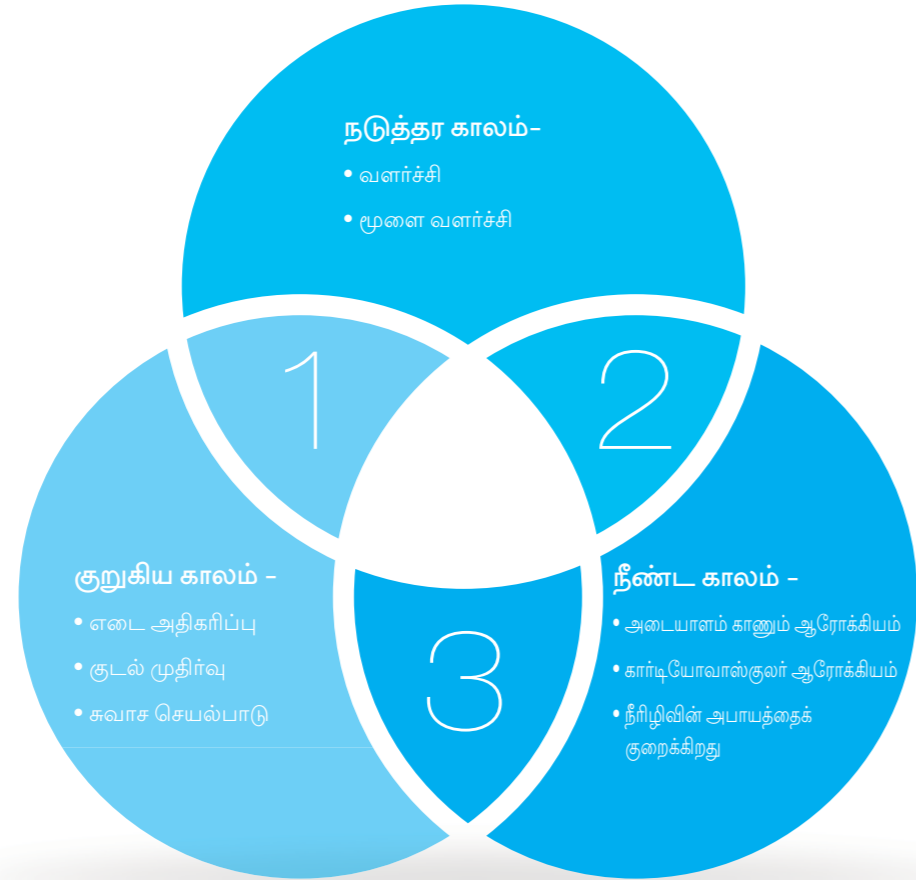 நடுத்தர காலம்-
• வளர்ச்சி
• மூளை வளர்ச்சி
1
2
குறுகிய காலம் -
• எடை அதிகரிப்பு
• குடல் முதிர்வு
• சுவாச செயல்பாடு
நீண்ட காலம் -
• அடையாளம் காணும் ஆரோக்கியம்
• கார்டியோவாஸ்குலர் ஆரோக்கியம்
• நீரிழிவின் அபாயத்தைக்
குறைக்கிறது
3